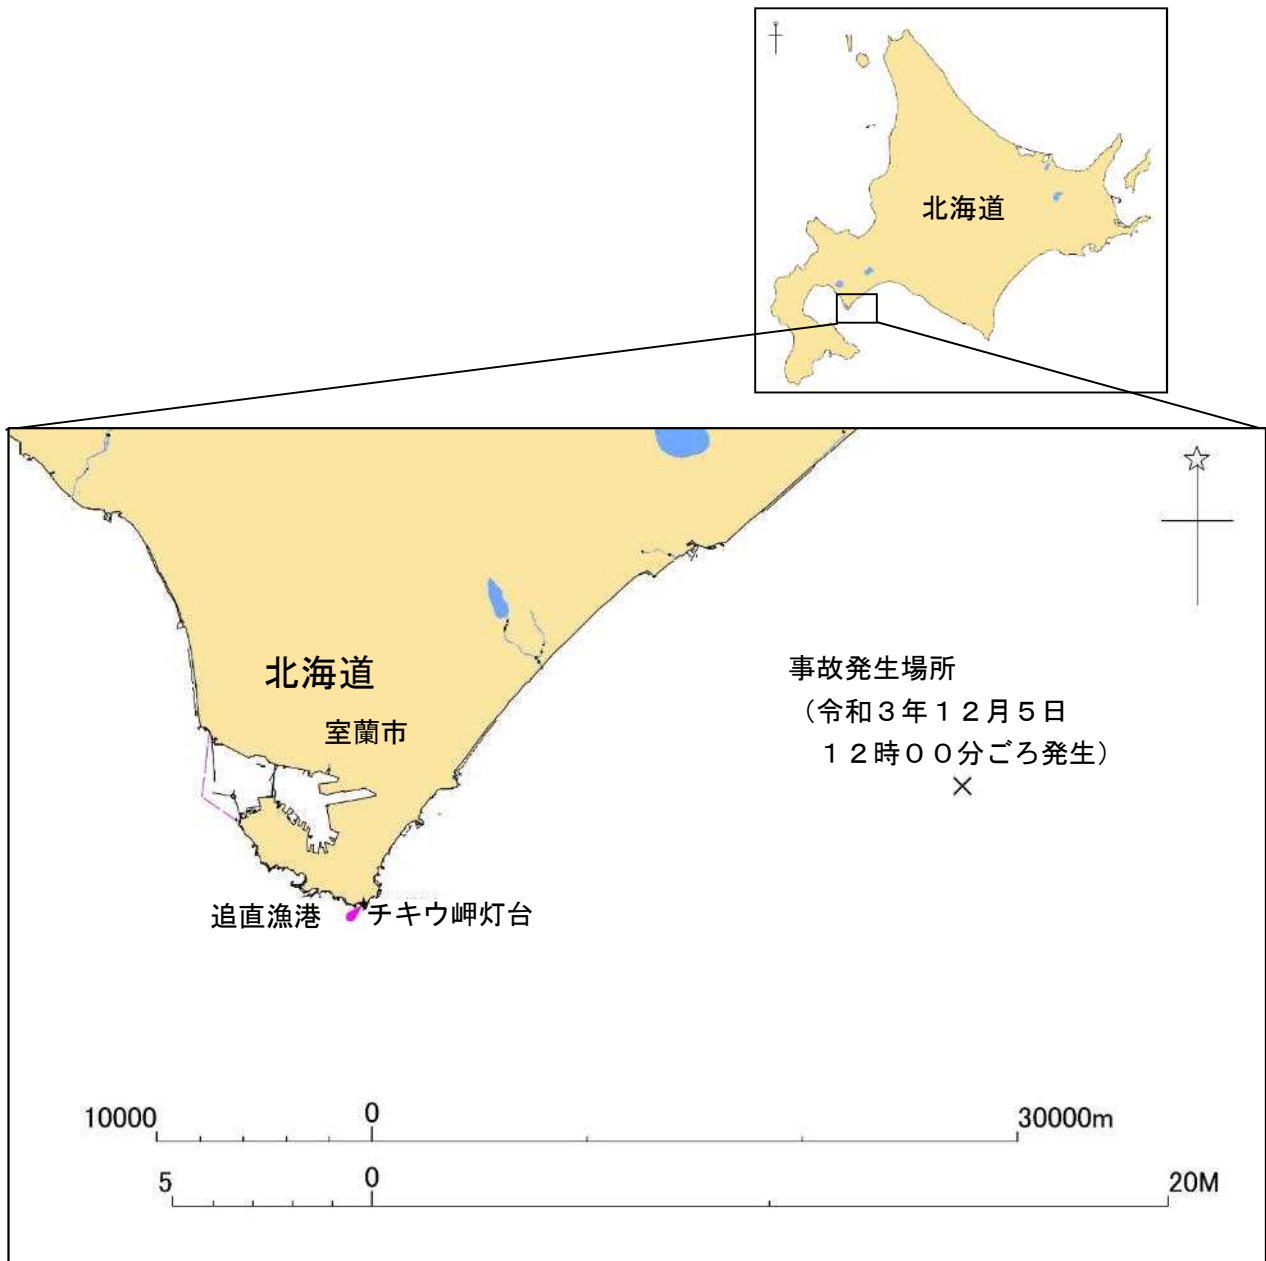 北海道
北海道
室蘭市
事故発生場所
(令和3年12月5日
12時00分ごろ発生)
×
追直漁港
チキウ岬灯台
10000 0 30000m
5 0 20M